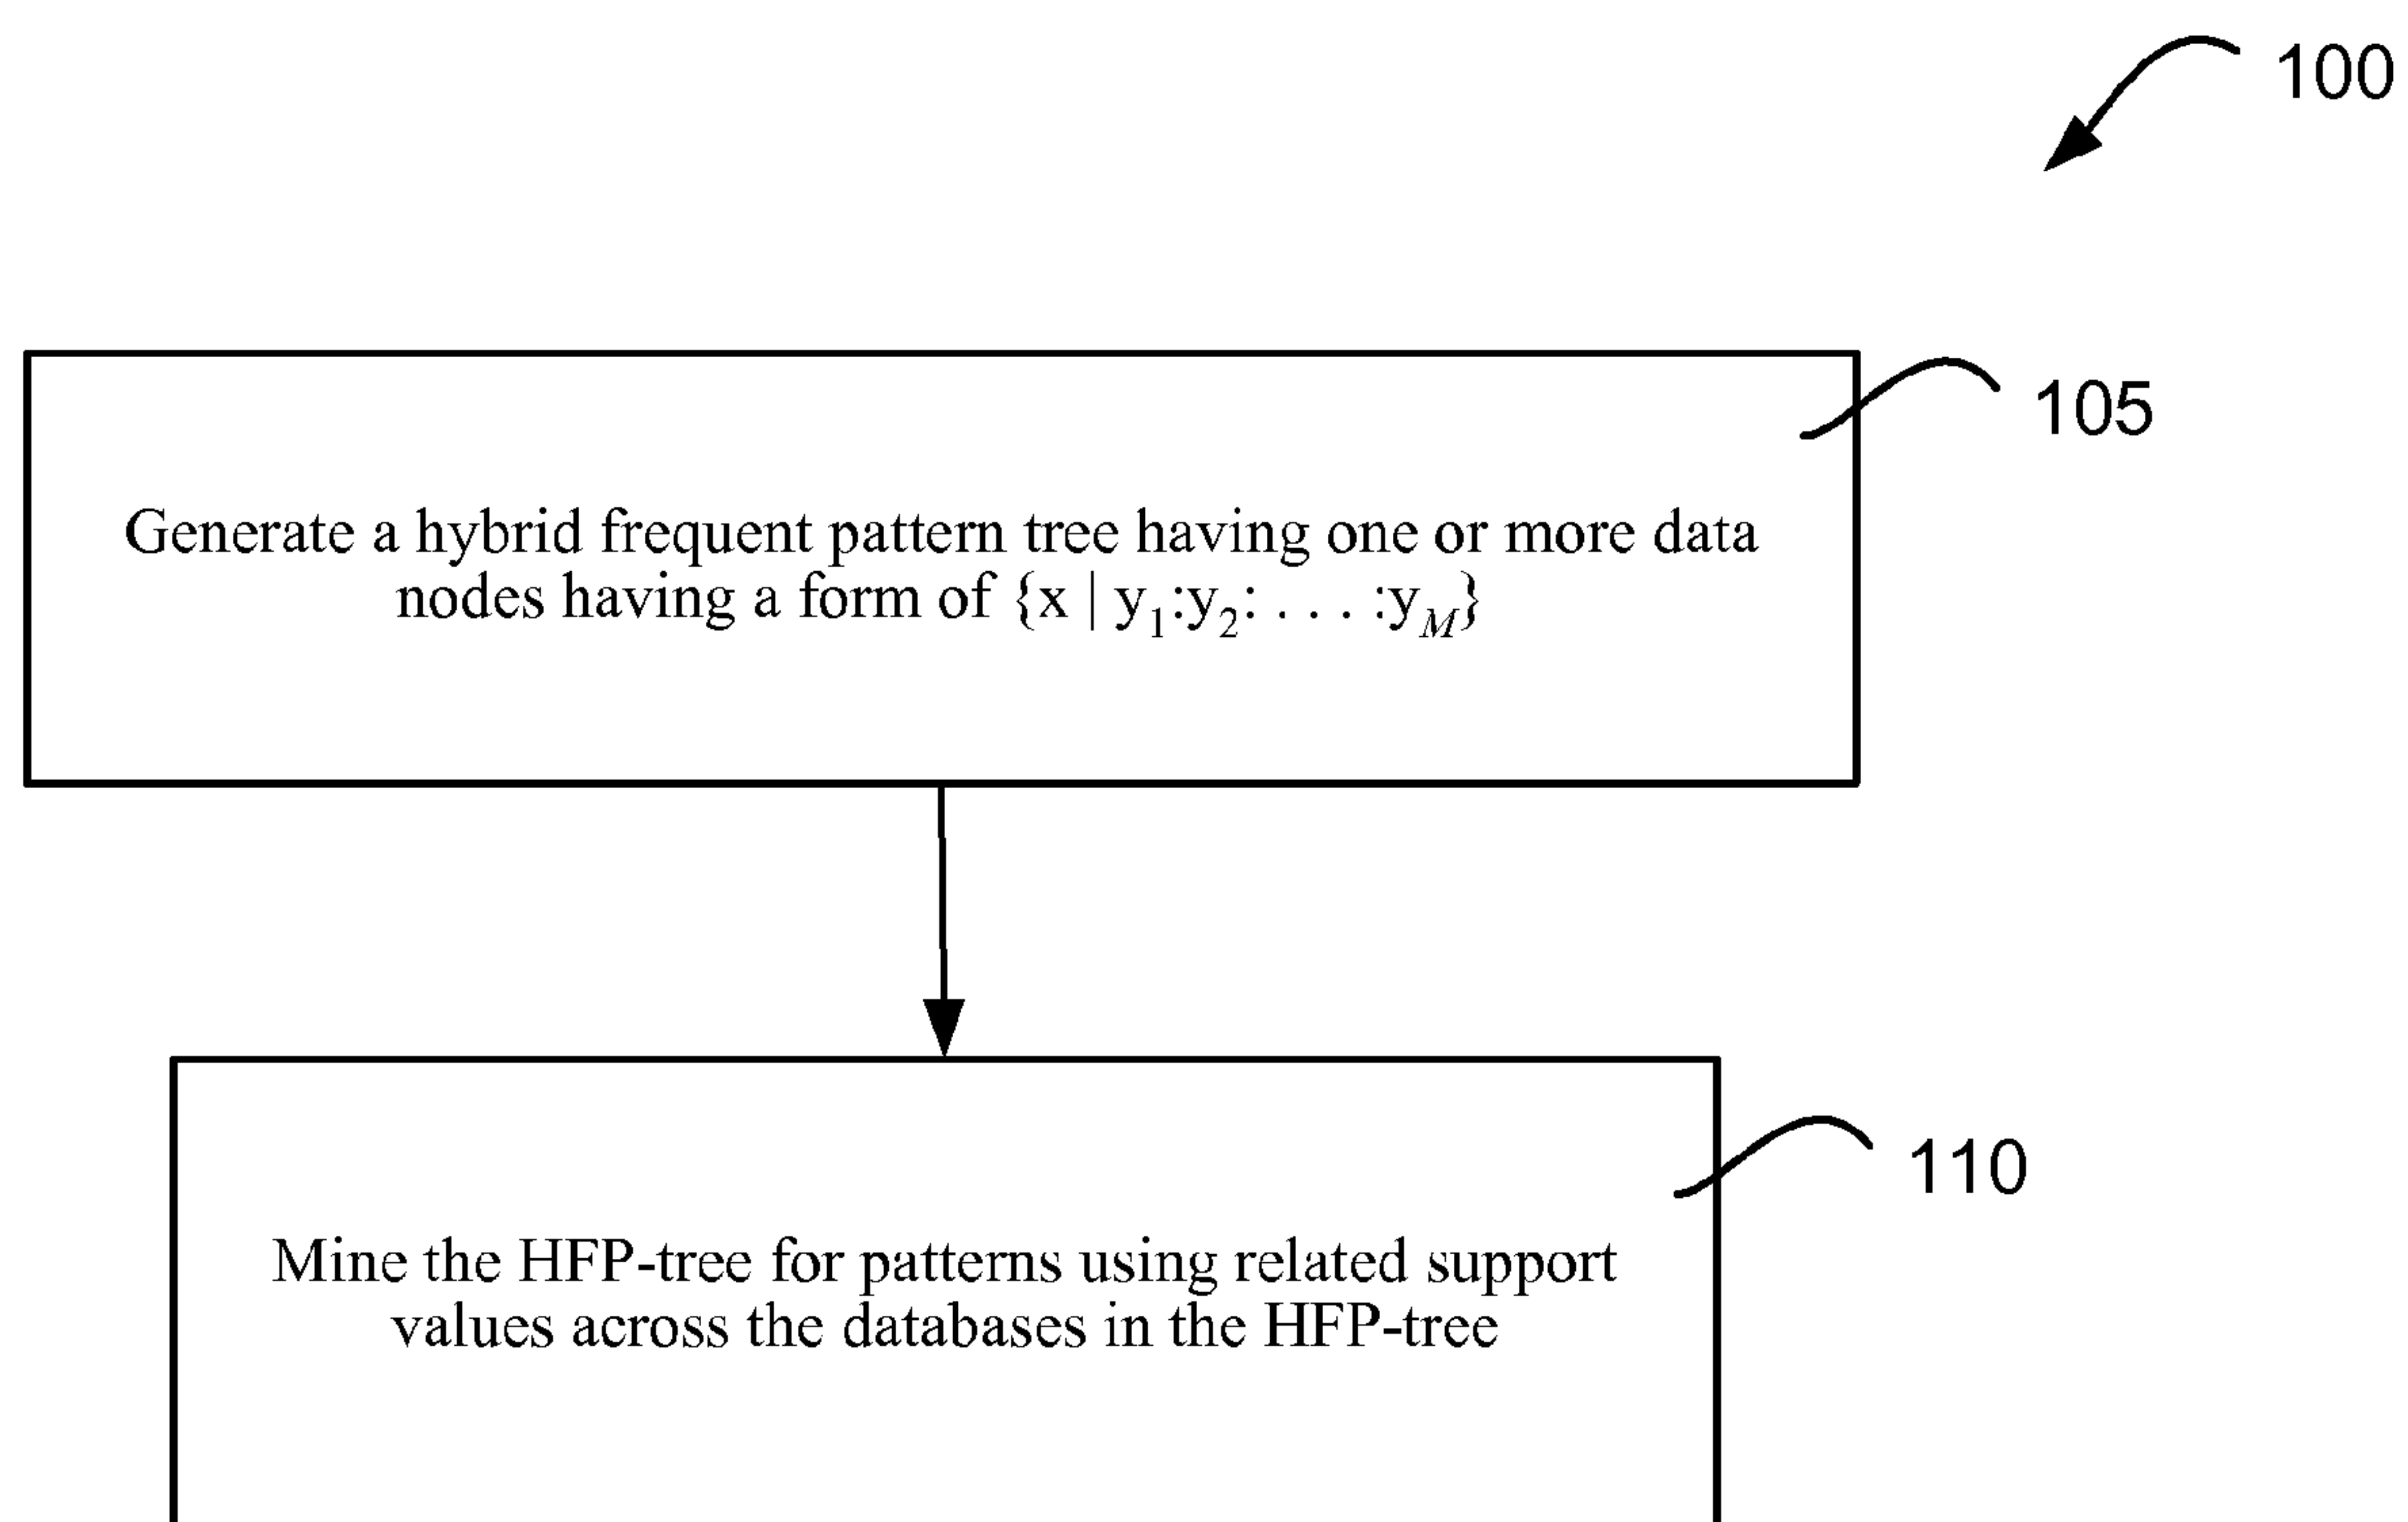 100
105
Generate a hybrid frequent pattern tree having one or more data
nodes having a form of {x | y₁:y₂: . . . :y_M}
110
Mine the HFP-tree for patterns using related support
values across the databases in the HFP-tree